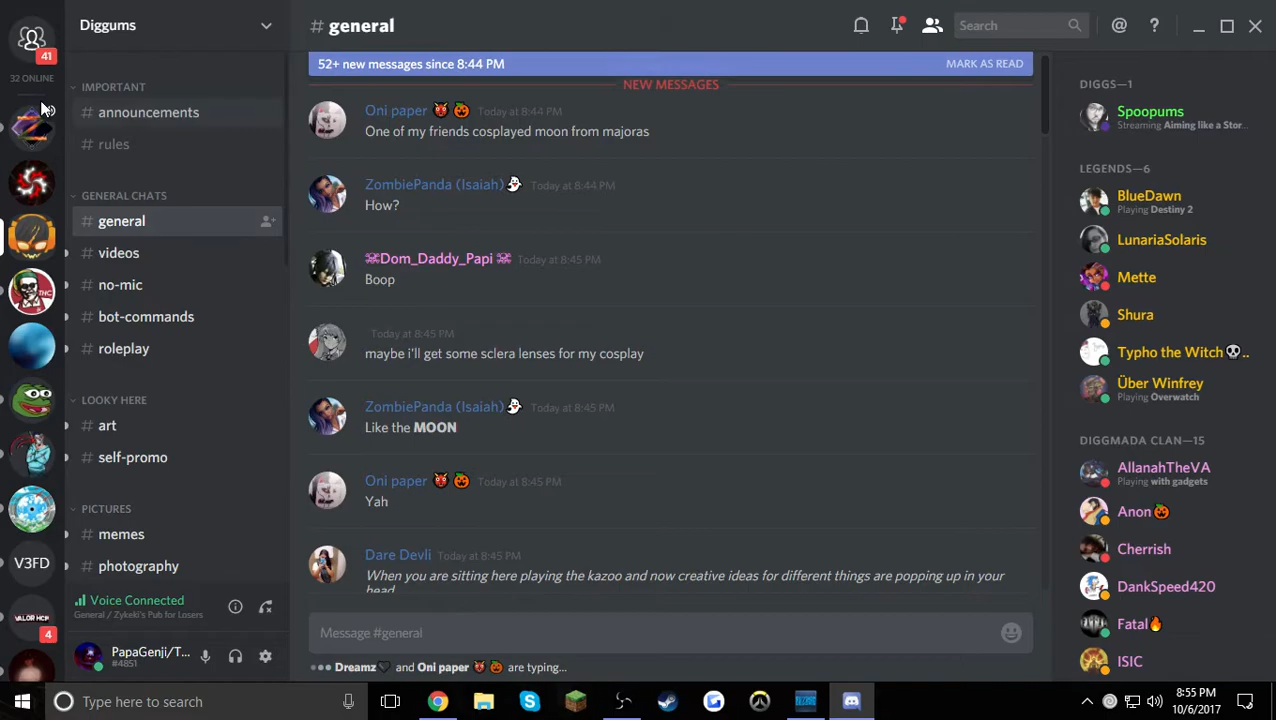 Diggums
# general
Search
41
32 ONLINE
THC
V3FD
VALOR HCF
4
IMPORTANT
# announcements
# rules
GENERAL CHATS
# general
# videos
# no-mic
# bot-commands
# roleplay
LOOKY HERE
# art
# self-promo
PICTURES
# memes
# photography
Voice Connected
General / Zykeki's Pub for Losers
PapaGenji/T...
#4851
52+ new messages since 8:44 PM MARK AS READ
NEW MESSAGES
Oni paper 👹 🎃 Today at 8:44 PM
One of my friends cosplayed moon from majoras
ZombiePanda (Isaiah) 👻 Today at 8:44 PM
How?
☠Dom_Daddy_Papi ☠ Today at 8:45 PM
Boop
Today at 8:45 PM
maybe i'll get some sclera lenses for my cosplay
ZombiePanda (Isaiah) 👻 Today at 8:45 PM
Like the MOON
Oni paper 👹 🎃 Today at 8:45 PM
Yah
Dare Devli Today at 8:45 PM
When you are sitting here playing the kazoo and now creative ideas for different things are popping up in your
head
Message #general
Dreamz🖤 and Oni paper 👹 🎃 are typing...
DIGGS—1
Spoopums
Streaming Aiming like a Stor...
LEGENDS—6
BlueDawn
Playing Destiny 2
LunariaSolaris
Mette
Shura
Typho the Witch💀..
Über Winfrey
Playing Overwatch
DIGGMADA CLAN—15
AllanahTheVA
Playing with gadgets
Anon🎃
Cherrish
DankSpeed420
Fatal🔥
ISIC
Type here to search
8:55 PM
10/6/2017